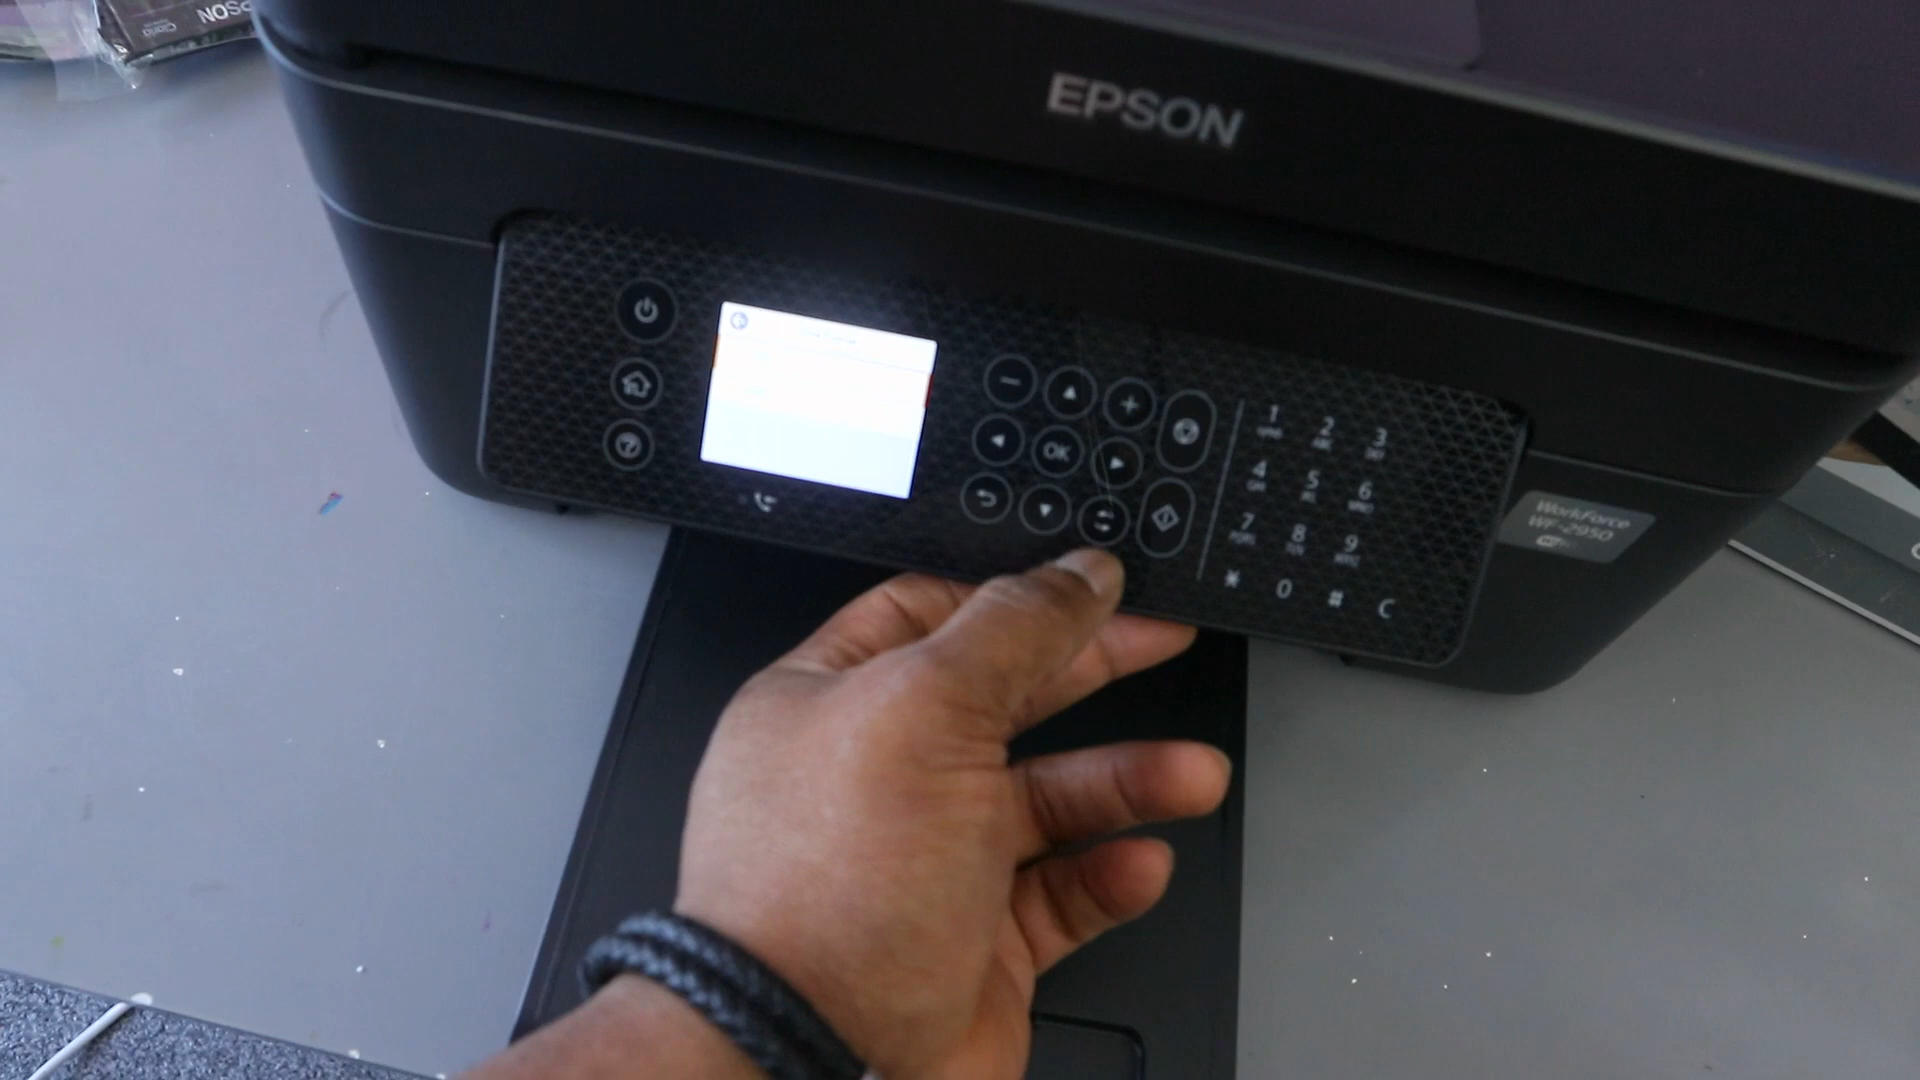 EPSON
EPSON
OK
1
2
ABC
3
DEF
4
GHI
5
JKL
6
MNO
7
PQRS
8
TUV
9
WXYZ
*
0
#
C
WorkForce
WF-2950